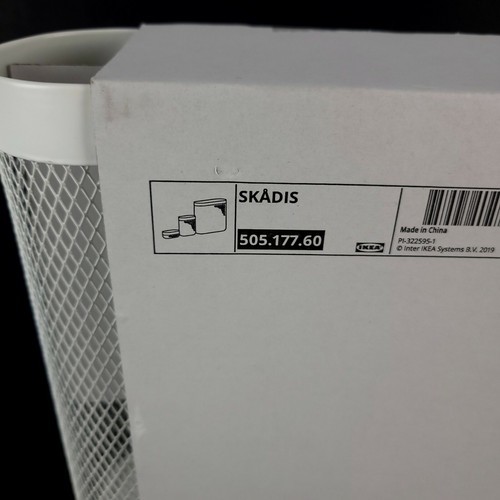 SKÅDIS
505.177.60
IKEA
Made in China
PI-322595-1
© Inter IKEA Systems B.V. 2019